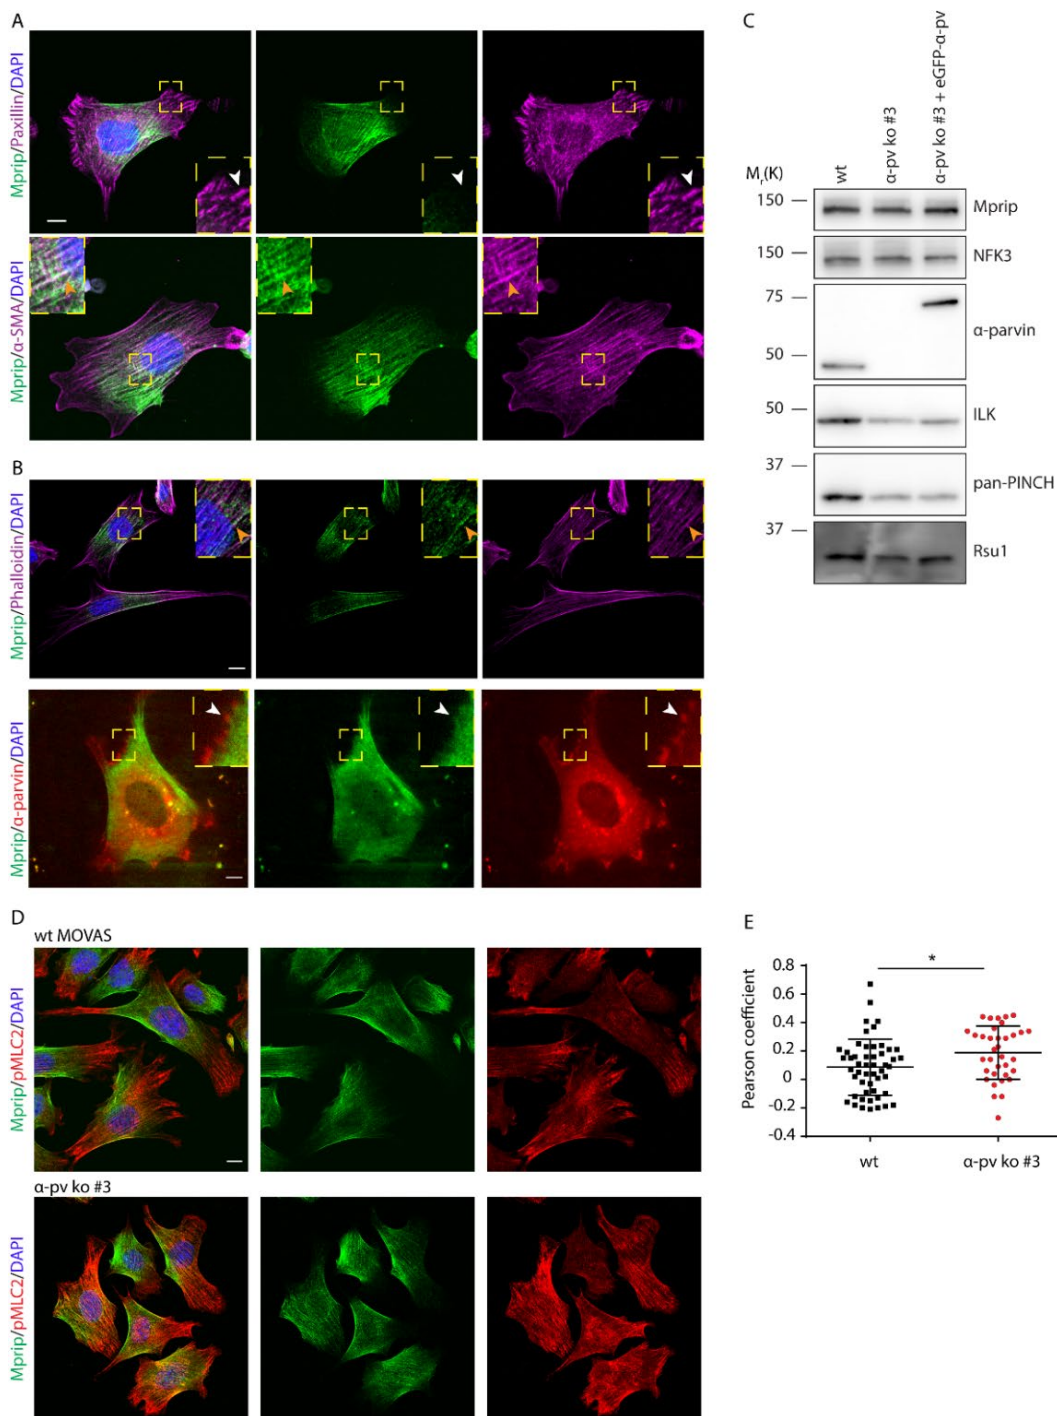 A
Mprip/Paxillin/DAPI
Mprip/α-SMA/DAPI
B
Mprip/Phalloidin/DAPI
Mprip/α-parvin/DAPI
C
Mr(K)
wt
α-pv ko #3
α-pv ko #3 + eGFP-α-pv
150
Mprip
150
NFK3
75
50
α-parvin
50
ILK
37
pan-PINCH
37
Rsu1
D
wt MOVAS
Mprip/pMLC2/DAPI
α-pv ko #3
Mprip/pMLC2/DAPI
E
Pearson coefficient
0.8
0.6
0.4
0.2
0
-0.2
-0.4
*
wt
α-pv ko #3